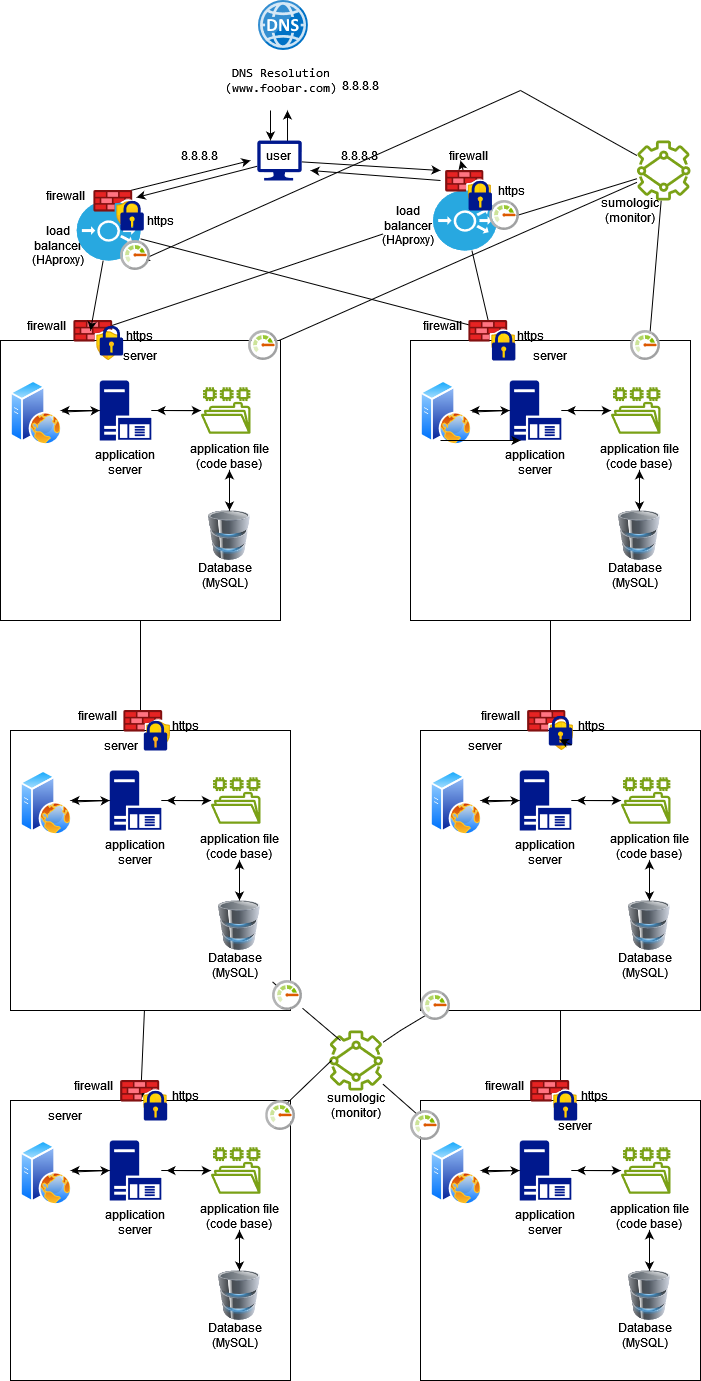 DNS
DNS Resolution
(www.foobar.com)
8.8.8.8
user
8.8.8.8
8.8.8.8
firewall
https
load
balancer
(HAproxy)
firewall
https
load
balancer
(HAproxy)
sumologic
(monitor)
firewall
https
server
application
server
application file
(code base)
Database
(MySQL)
firewall
https
server
application
server
application file
(code base)
Database
(MySQL)
firewall
https
server
application
server
application file
(code base)
Database
(MySQL)
firewall
https
server
application
server
application file
(code base)
Database
(MySQL)
sumologic
(monitor)
firewall
https
server
application
server
application file
(code base)
Database
(MySQL)
firewall
https
server
application
server
application file
(code base)
Database
(MySQL)